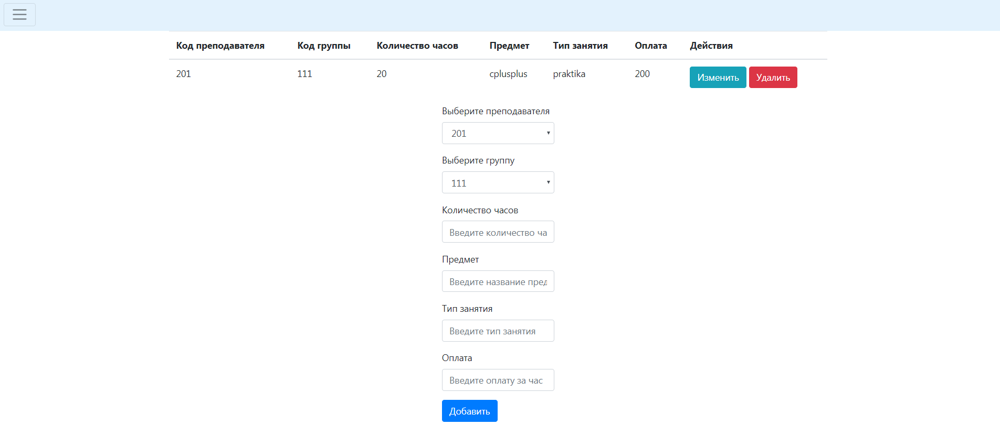 Код преподавателя Код группы Количество часов Предмет Тип занятия Оплата Действия
201 111 20 cplusplus praktika 200 Изменить Удалить
Выберите преподавателя
201
Выберите группу
111
Количество часов
Введите количество ча
Предмет
Введите название пред
Тип занятия
Введите тип занятия
Оплата
Введите оплату за час
Добавить